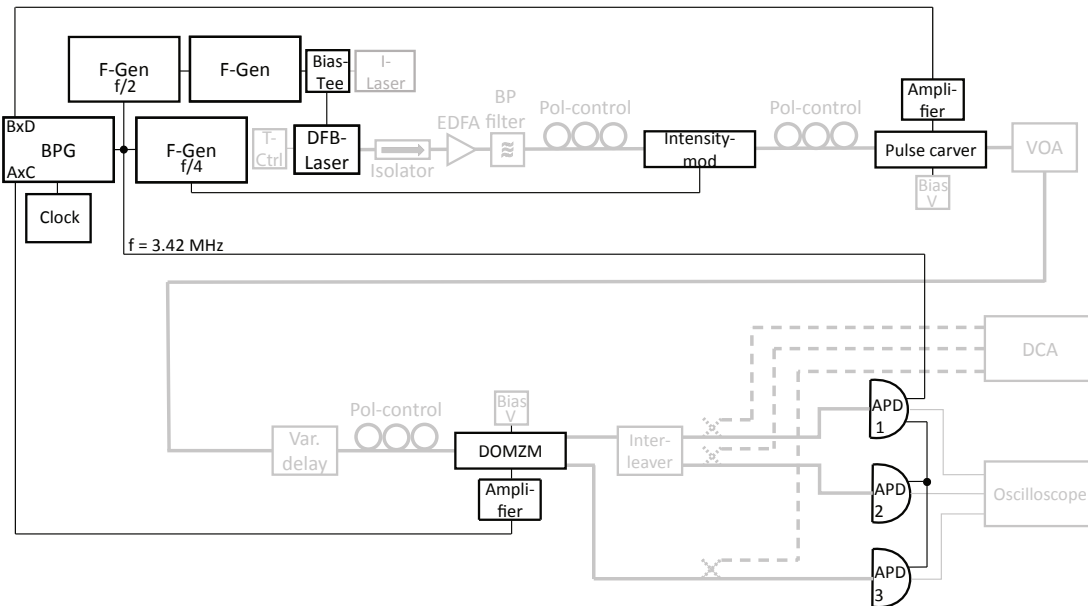 F-Gen
f/2
F-Gen
Bias-
Tee
I-
Laser
Ampli-
fier
BxD
BPG
AxC
F-Gen
f/4
T-
Ctrl
DFB-
Laser
Isolator
EDFA
BP
filter
Pol-control
Intensity-
mod
Pol-control
Pulse carver
VOA
Bias
V
Clock
f = 3.42 MHz
DCA
Pol-control
Bias
V
Var.
delay
DOMZM
Inter-
leaver
APD
1
Ampli-
fier
APD
2
Oscilloscope
APD
3